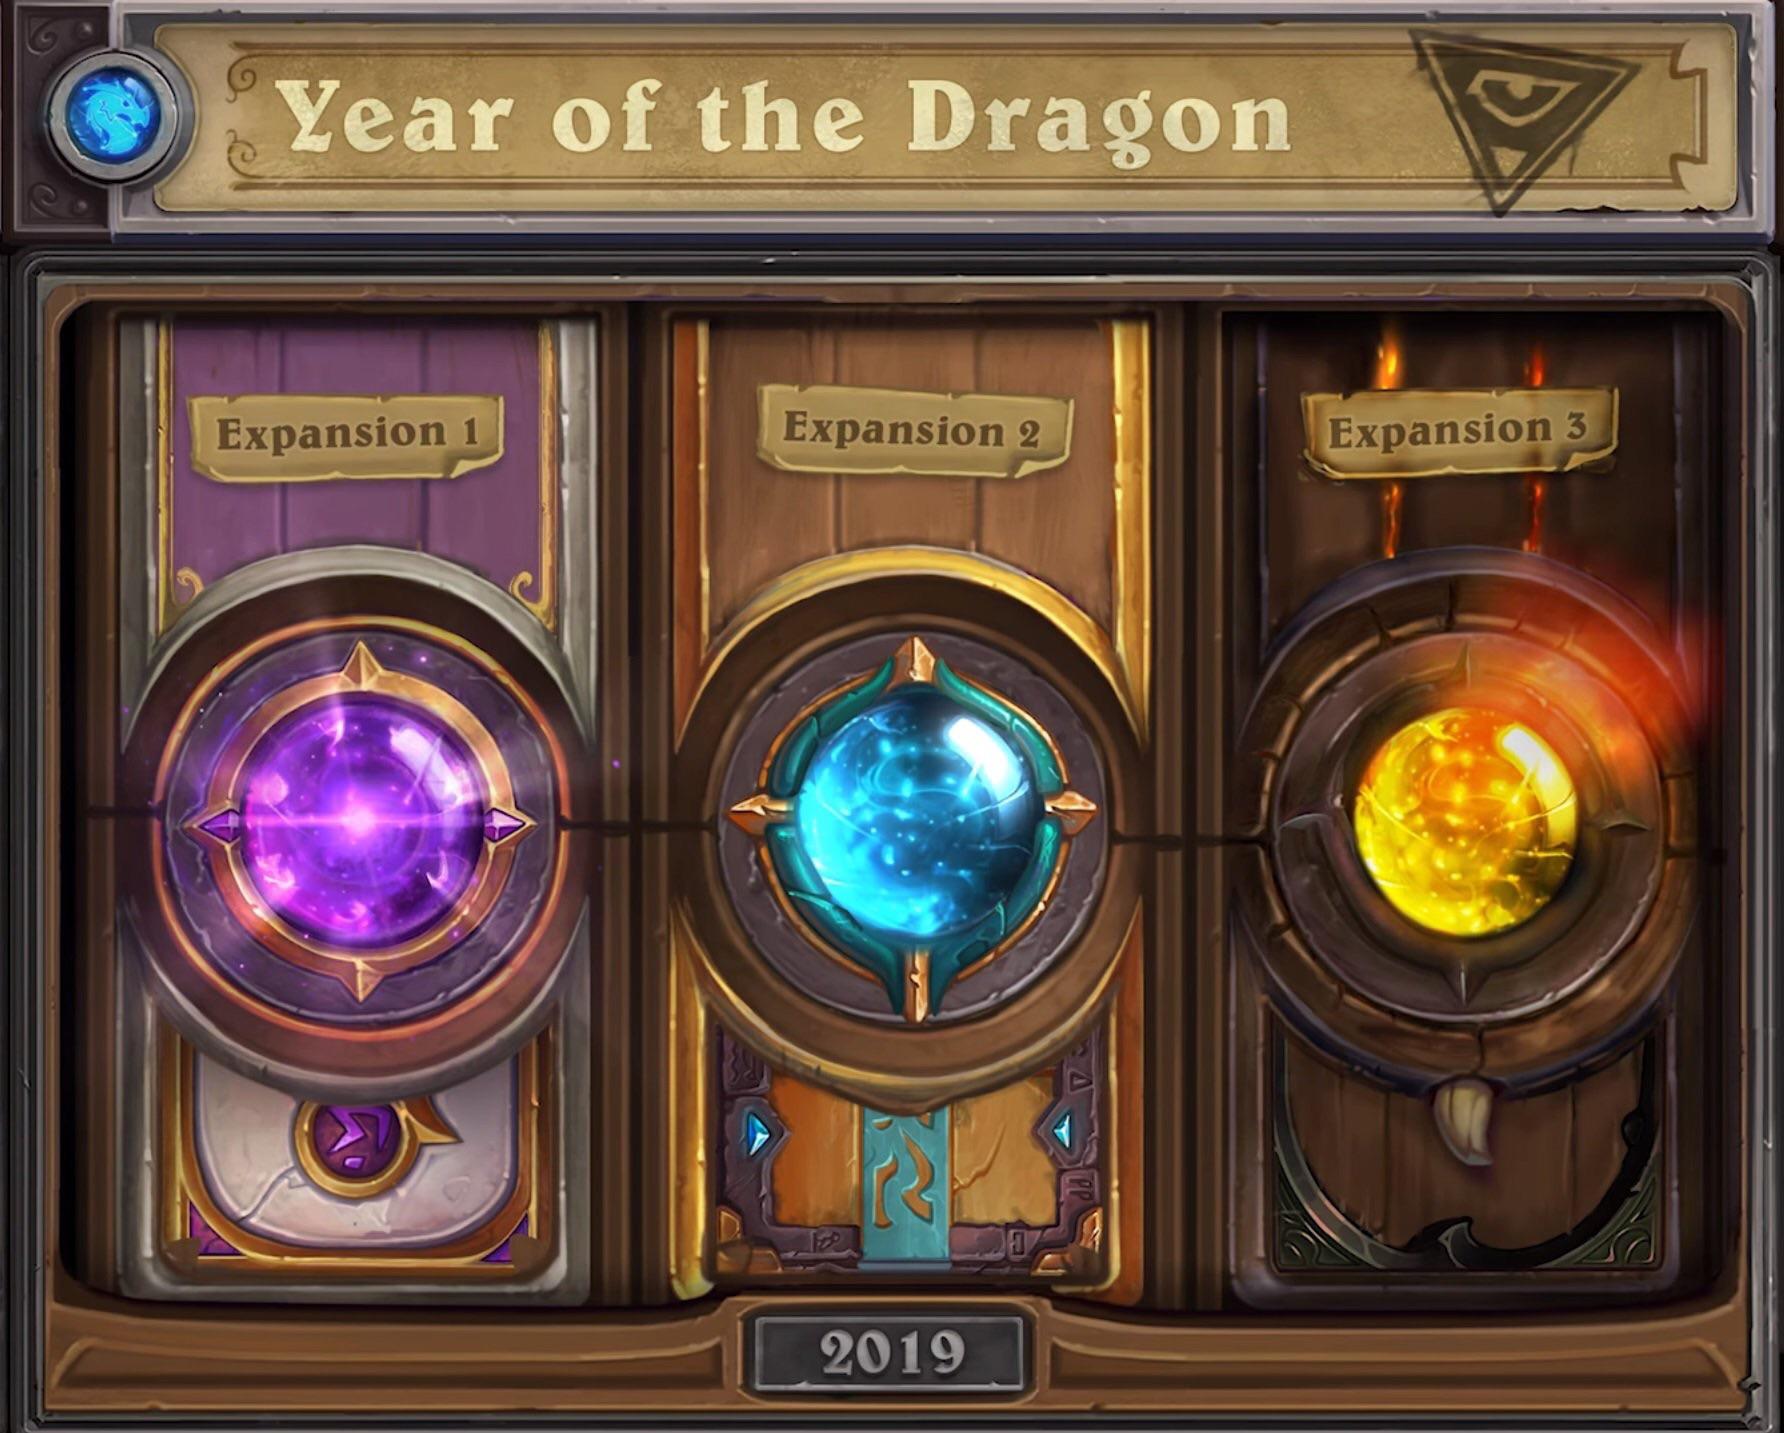 Year of the Dragon
Expansion 1
Expansion 2
Expansion 3
2019